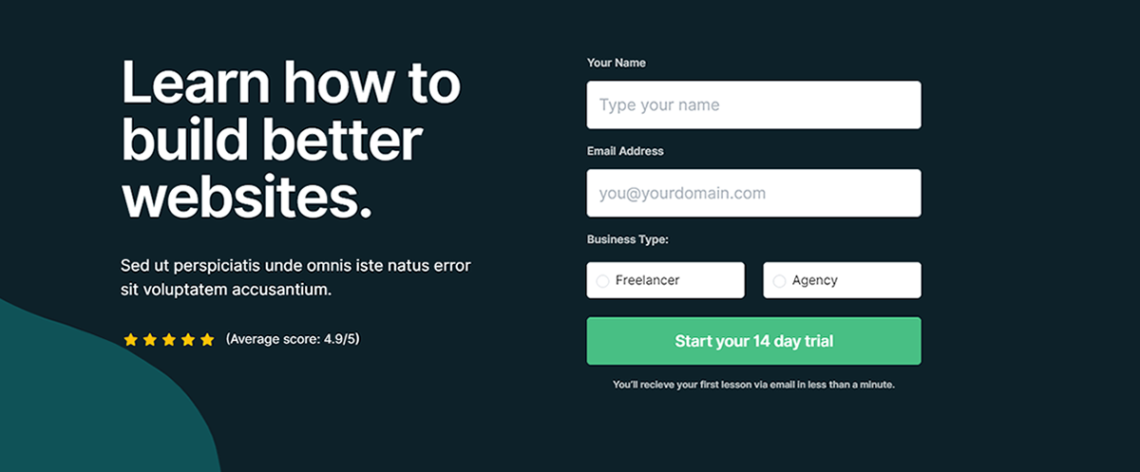 Learn how to
build better
websites.
Sed ut perspiciatis unde omnis iste natus error
sit voluptatem accusantium.
(Average score: 4.9/5)
Your Name
Type your name
Email Address
you@yourdomain.com
Business Type:
Freelancer
Agency
Start your 14 day trial
You'll recieve your first lesson via email in less than a minute.